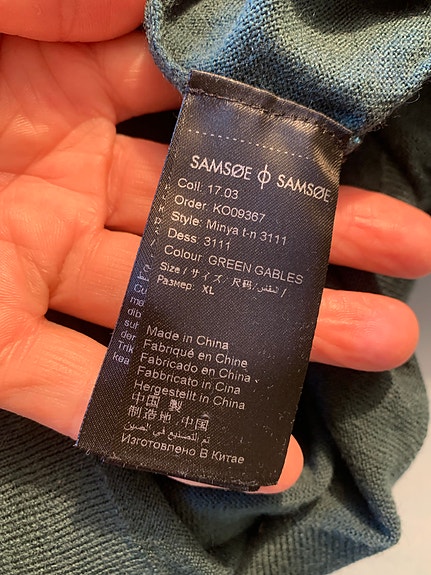 SAMSØE ɸ SAMSØE
Coll: 17.03
Order: KO09367
Style: Minya t-n 3111
Dess: 3111
Colour: GREEN GABLES
Size / サイズ / 尺码 / المقاس /
Размер: XL
Made in China
Fabriqué en Chine
Fabricado en China
Fabbricato in Cina
Hergestellt in China
中国 製
制造地: 中国
تم التصنيع في الصين
Изготовлено В Китае